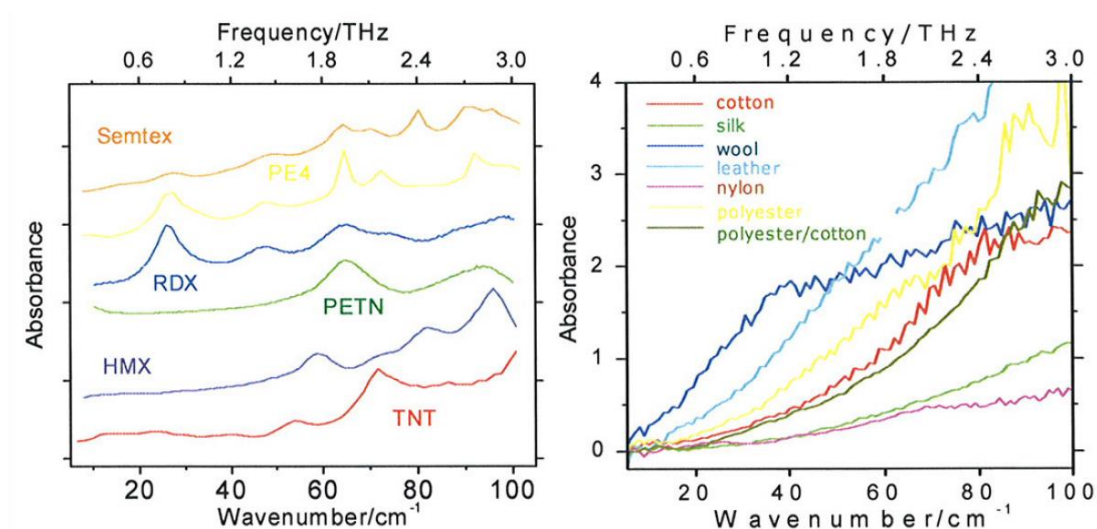 Frequency/THz
0.6 1.2 1.8 2.4 3.0
Semtex
PE4
RDX
PETN
HMX
TNT
Absorbance
20 40 60 80 100
Wavenumber/cm⁻¹
Frequency/THz
0.6 1.2 1.8 2.4 3.0
4
3
2
1
0
cotton
silk
wool
leather
nylon
polyester
polyester/cotton
Absorbance
20 40 60 80 100
Wavenumber/cm⁻¹